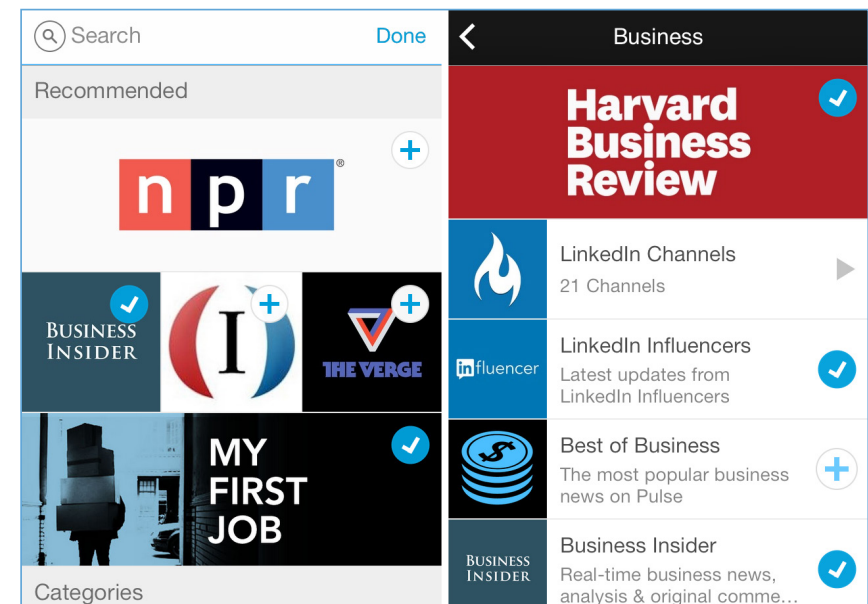 Search
Done
Recommended
npr®
BUSINESS
INSIDER
(I)
THE VERGE
MY
FIRST
JOB
Categories
Business
Harvard
Business
Review
LinkedIn Channels
21 Channels
influencer
LinkedIn Influencers
Latest updates from
LinkedIn Influencers
$
Best of Business
The most popular business
news on Pulse
BUSINESS
INSIDER
Business Insider
Real-time business news,
analysis & original comme...